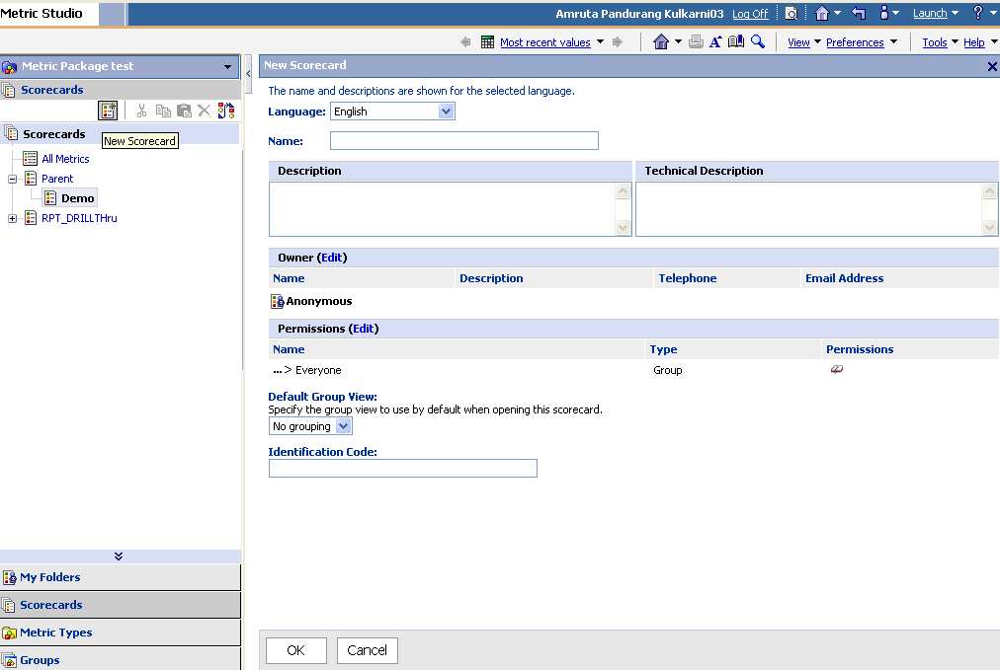 Metric Studio
Amruta Pandurang Kulkarni03 Log Off Launch ?
Most recent values View Preferences Tools Help
Metric Package test
New Scorecard
Scorecards
The name and descriptions are shown for the selected language.
Language: English
Scorecards
New Scorecard
Name:
All Metrics
Parent
Demo
RPT_DRILLThru
Description Technical Description
Owner (Edit)
Name Description Telephone Email Address
Anonymous
Permissions (Edit)
Name Type Permissions
... > Everyone Group
Default Group View:
Specify the group view to use by default when opening this scorecard.
No grouping
Identification Code:
My Folders
Scorecards
Metric Types
Groups
OK Cancel